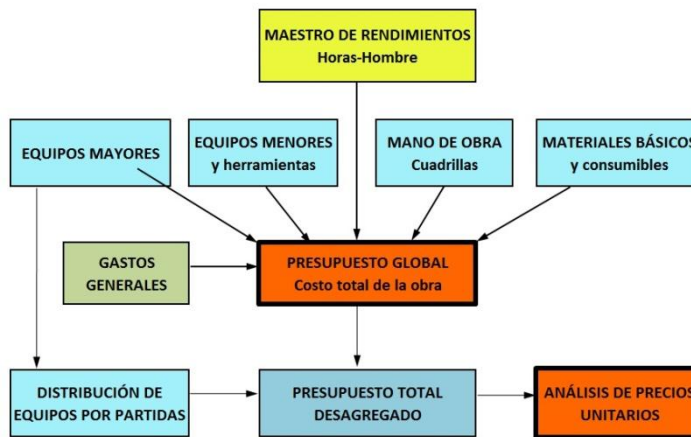 MAESTRO DE RENDIMIENTOS
Horas-Hombre
EQUIPOS MAYORES
EQUIPOS MENORES
y herramientas
MANO DE OBRA
Cuadrillas
MATERIALES BÁSICOS
y consumibles
GASTOS
GENERALES
PRESUPUESTO GLOBAL
Costo total de la obra
DISTRIBUCIÓN DE
EQUIPOS POR PARTIDAS
PRESUPUESTO TOTAL
DESAGREGADO
ANÁLISIS DE PRECIOS
UNITARIOS